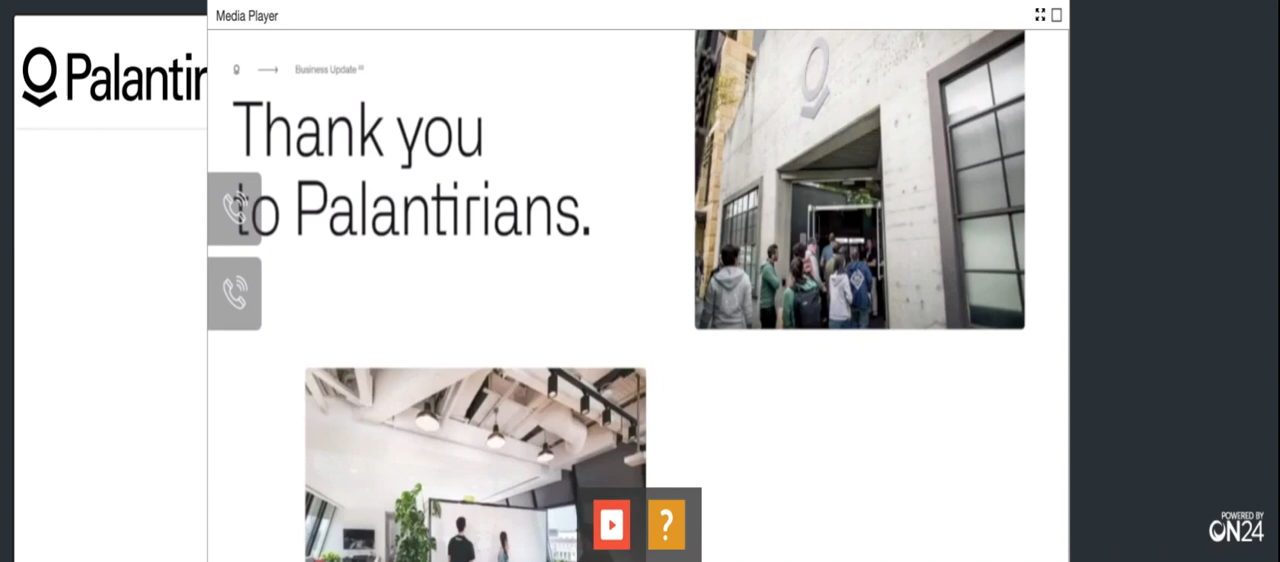 Media Player
Palantir
Business Update
Thank you
to Palantirians.
?
POWERED BY
ON24